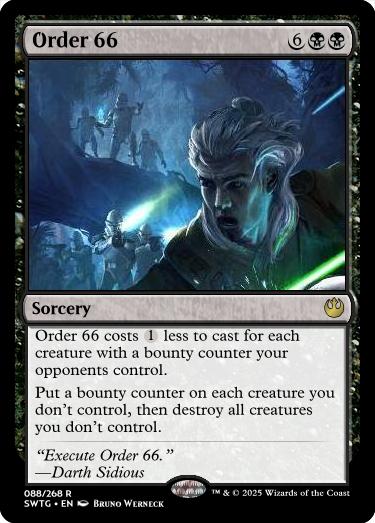 Order 66 6
Sorcery
Order 66 costs 1 less to cast for each
creature with a bounty counter your
opponents control.
Put a bounty counter on each creature you
don't control, then destroy all creatures
you don't control.
“Execute Order 66.”
—Darth Sidious
088/268 R
SWTG • EN Bruno Werneck
™ & © 2025 Wizards of the Coast